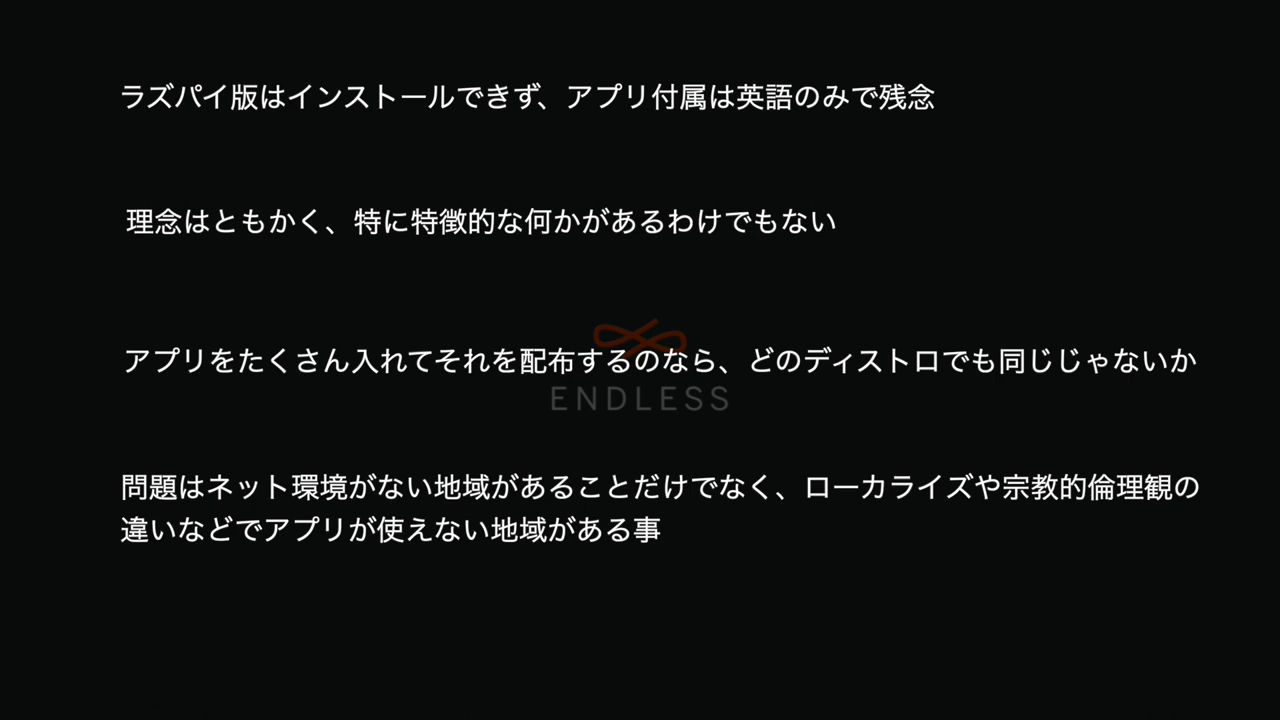 ラズパイ版はインストールできず、アプリ付属は英語のみで残念
理念はともかく、特に特徴的な何かがあるわけでもない
アプリをたくさん入れてそれを配布するのなら、どのディストロでも同じじゃないか
ENDLESS
問題はネット環境がない地域があることだけでなく、ローカライズや宗教的倫理観の
違いなどでアプリが使えない地域がある事